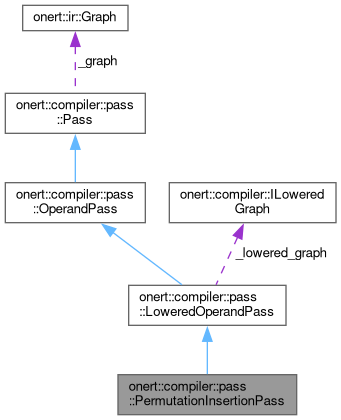 onert::ir::Graph
_graph
onert::compiler::pass
::Pass
onert::compiler::pass
::OperandPass
onert::compiler::ILowered
Graph
_lowered_graph
onert::compiler::pass
::LoweredOperandPass
onert::compiler::pass
::PermutationInsertionPass